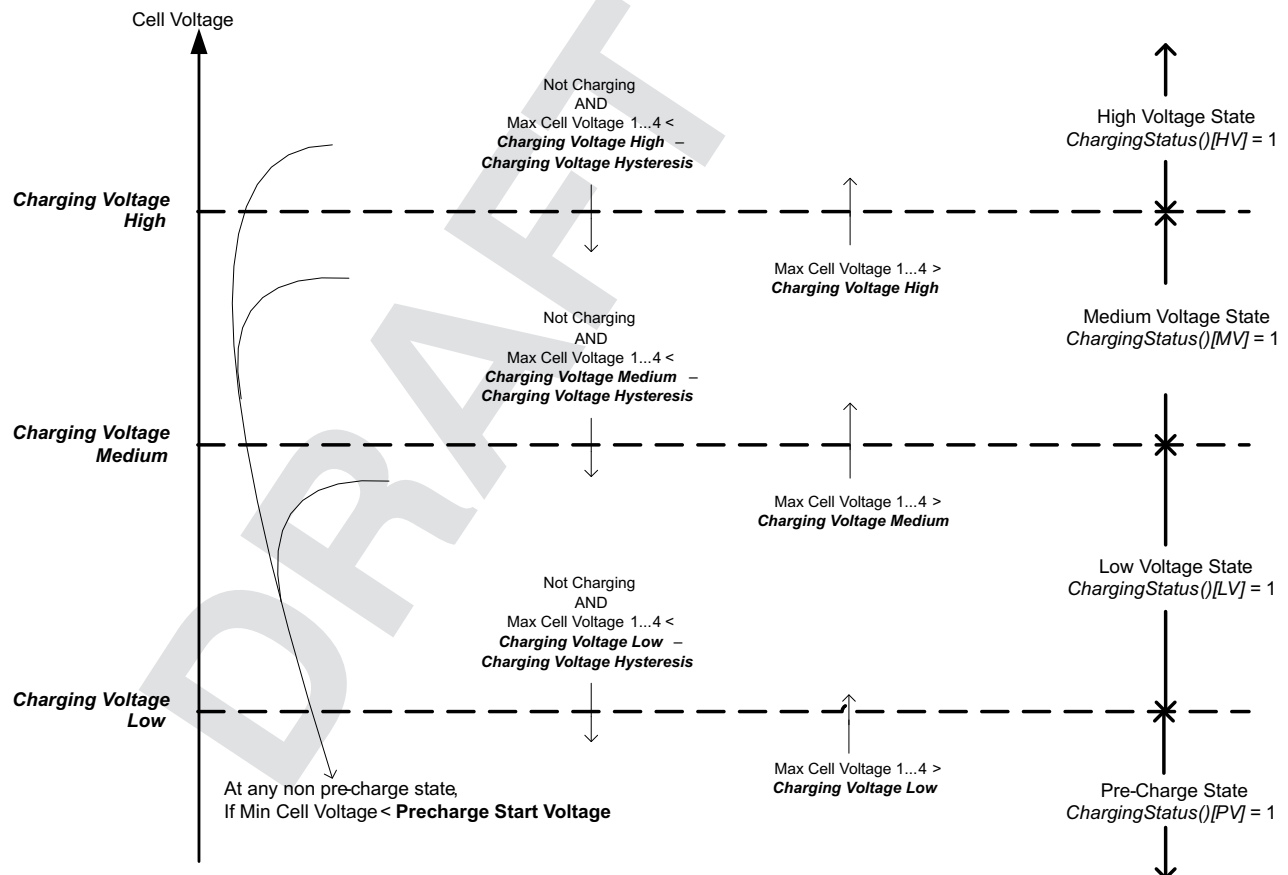 Cell Voltage
Not Charging
AND
Max Cell Voltage 1...4 <
Charging Voltage High –
Charging Voltage Hysteresis
High Voltage State
ChargingStatus()[HV] = 1
Charging Voltage
High
Max Cell Voltage 1...4 >
Charging Voltage High
Not Charging
AND
Max Cell Voltage 1...4 <
Charging Voltage Medium –
Charging Voltage Hysteresis
Medium Voltage State
ChargingStatus()[MV] = 1
Charging Voltage
Medium
Max Cell Voltage 1...4 >
Charging Voltage Medium
Not Charging
AND
Max Cell Voltage 1...4 <
Charging Voltage Low –
Charging Voltage Hysteresis
Low Voltage State
ChargingStatus()[LV] = 1
Charging Voltage
Low
Max Cell Voltage 1...4 >
Charging Voltage Low
At any non pre-charge state,
If Min Cell Voltage < Precharge Start Voltage
Pre-Charge State
ChargingStatus()[PV] = 1
DRAFT